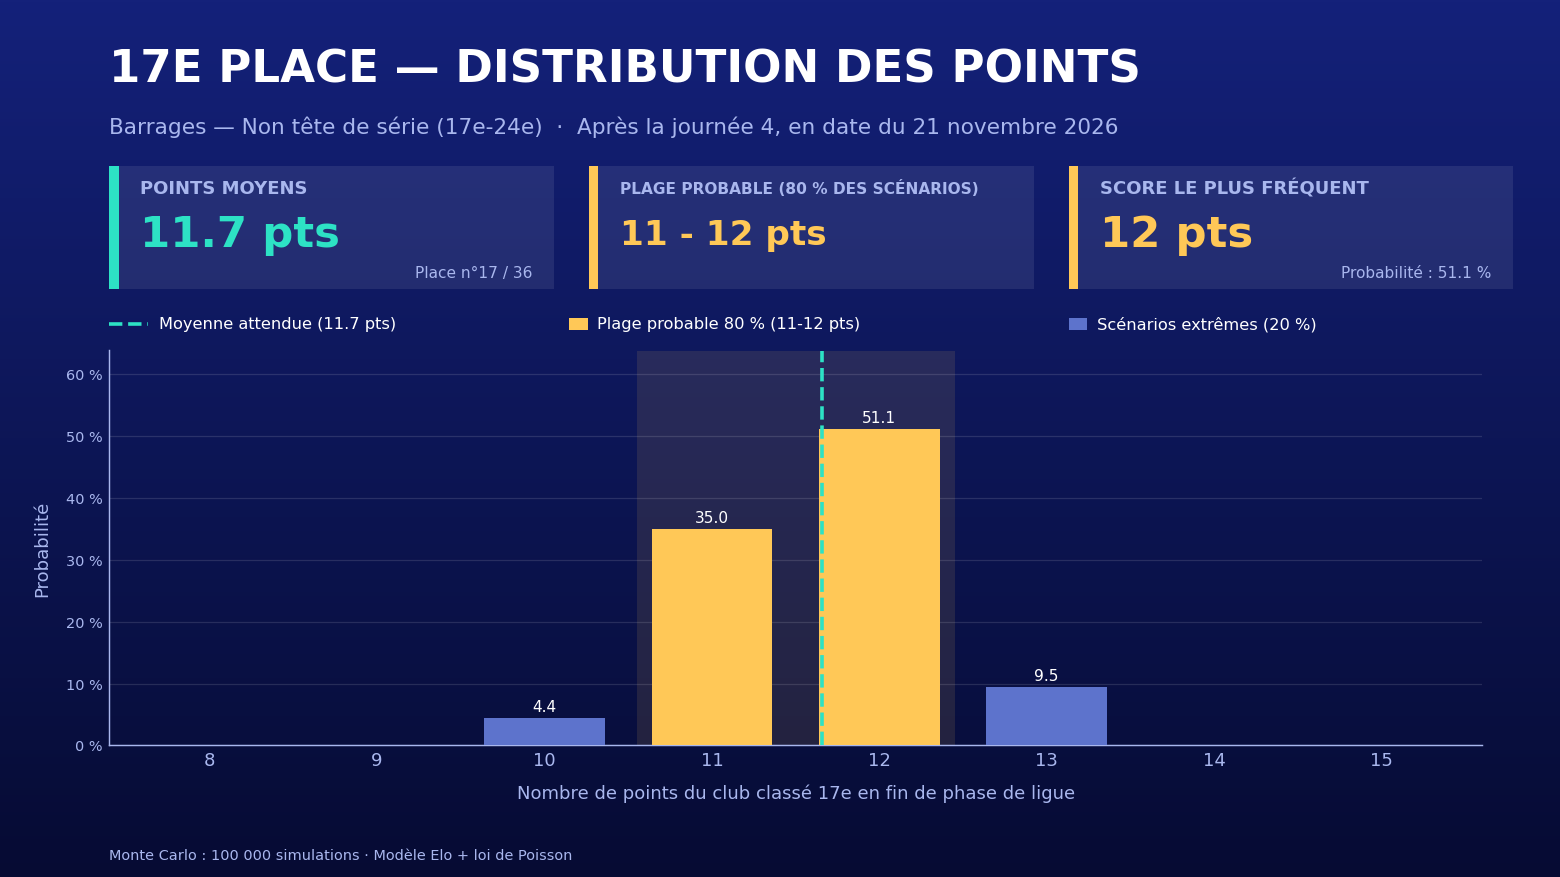 17E PLACE — DISTRIBUTION DES POINTS
Barrages — Non tête de série (17e-24e)  ·  Après la journée 4, en date du 21 novembre 2026
POINTS MOYENS
11.7 pts
Place n°17 / 36
PLAGE PROBABLE (80 % DES SCÉNARIOS)
11 - 12 pts
SCORE LE PLUS FRÉQUENT
12 pts
Probabilité : 51.1 %
Moyenne attendue (11.7 pts)
Plage probable 80 % (11-12 pts)
Scénarios extrêmes (20 %)
Probabilité
60 %
50 %
40 %
30 %
20 %
10 %
0 %
4.4
35.0
51.1
9.5
8 9 10 11 12 13 14 15
Nombre de points du club classé 17e en fin de phase de ligue
Monte Carlo : 100 000 simulations · Modèle Elo + loi de Poisson